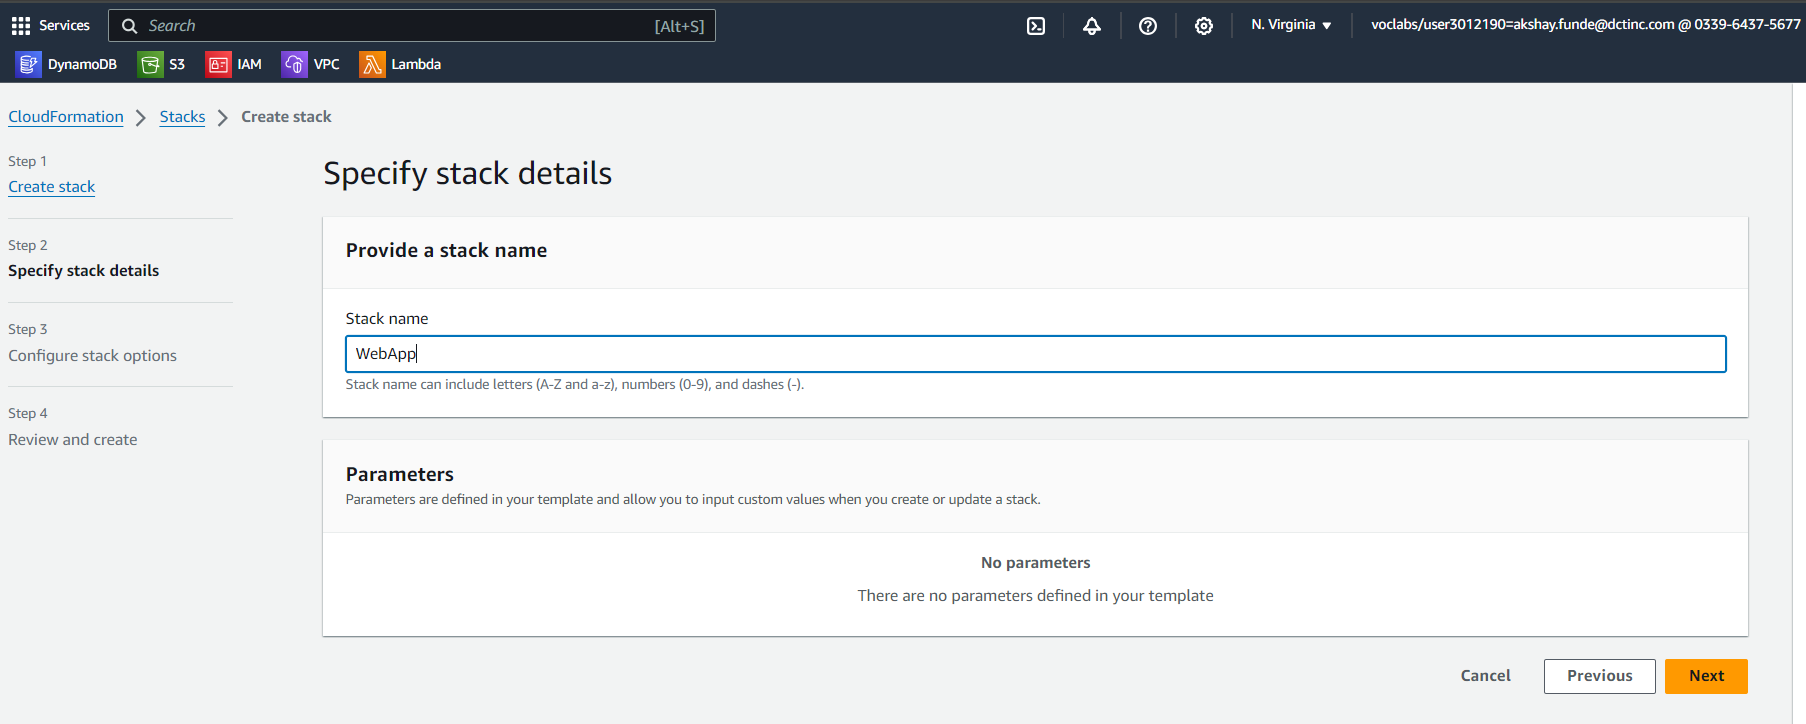 Services
Search [Alt+S]
N. Virginia
voclabs/user3012190=akshay.funde@dctinc.com @ 0339-6437-5677
DynamoDB S3 IAM VPC Lambda
CloudFormation Stacks Create stack
Step 1
Create stack
Step 2
Specify stack details
Step 3
Configure stack options
Step 4
Review and create
Specify stack details
Provide a stack name
Stack name
WebApp
Stack name can include letters (A-Z and a-z), numbers (0-9), and dashes (-).
Parameters
Parameters are defined in your template and allow you to input custom values when you create or update a stack.
No parameters
There are no parameters defined in your template
Cancel Previous Next